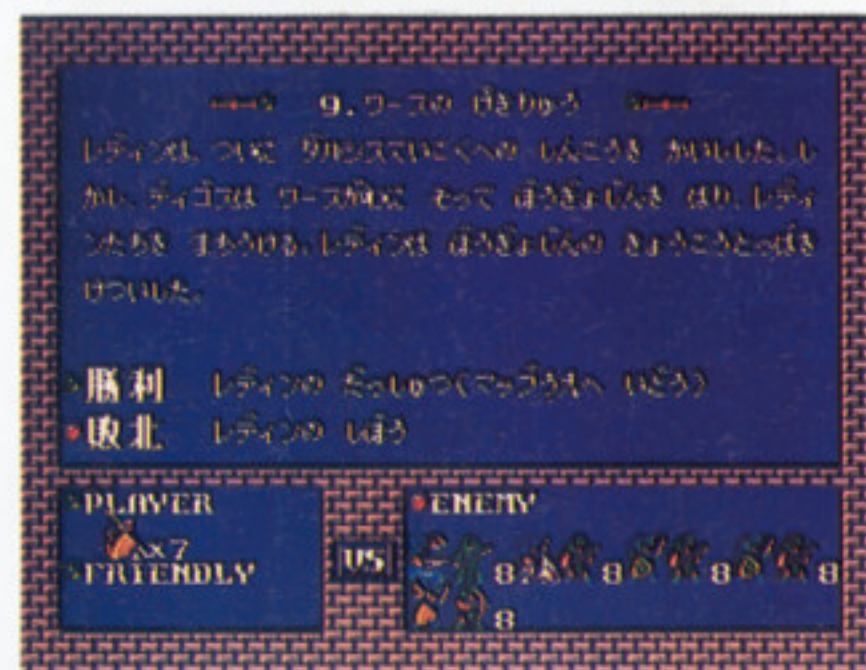 9.ワースの げきりゅう
レディンは、ついに ダルシスていこくへの しんこうを かいしした。し
かし、ディゴスは ワースがわに そって ぼうぎょじんを はり、レディ
ンたちを まちうける。レディンは ぼうぎょじんの きょうこうとっぱを
けついした。
勝利 レディンの だっしゅつ(マップうえへ いどう)
敗北 レディンの しぼう
PLAYER
x7
FRIENDLY
VS
ENEMY
8 8 8 8
8